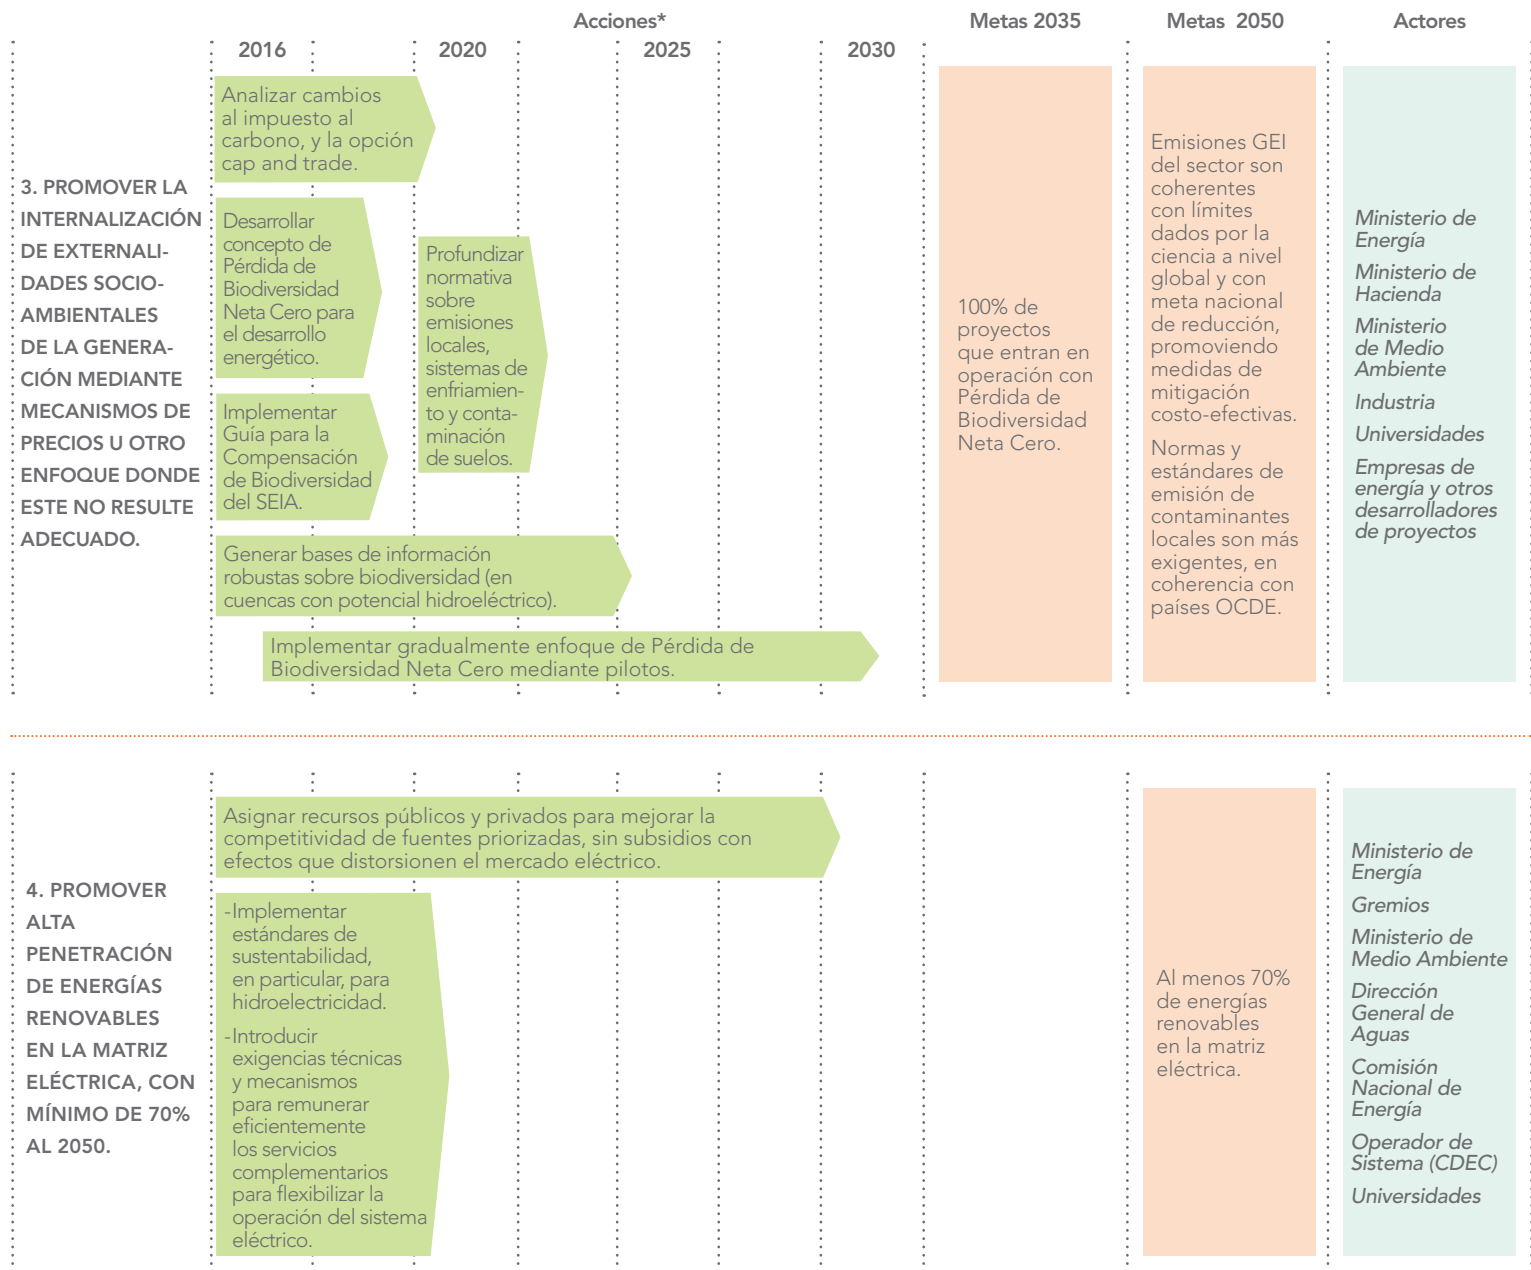 Acciones*
Metas 2035
Metas 2050
Actores
2016
2020
2025
2030
3. PROMOVER LA
INTERNALIZACIÓN
DE EXTERNALI-
DADES SOCIO-
AMBIENTALES
DE LA GENERA-
CIÓN MEDIANTE
MECANISMOS DE
PRECIOS U OTRO
ENFOQUE DONDE
ESTE NO RESULTE
ADECUADO.
Analizar cambios
al impuesto al
carbono, y la opción
cap and trade.
Desarrollar
concepto de
Pérdida de
Biodiversidad
Neta Cero para
el desarrollo
energético.
Implementar
Guía para la
Compensación
de Biodiversidad
del SEIA.
Profundizar
normativa
sobre
emisiones
locales,
sistemas de
enfriamien-
to y conta-
minación
de suelos.
Generar bases de información
robustas sobre biodiversidad (en
cuencas con potencial hidroeléctrico).
Implementar gradualmente enfoque de Pérdida de
Biodiversidad Neta Cero mediante pilotos.
100% de
proyectos
que entran en
operación con
Pérdida de
Biodiversidad
Neta Cero.
Emisiones GEI
del sector son
coherentes
con límites
dados por la
ciencia a nivel
global y con
meta nacional
de reducción,
promoviendo
medidas de
mitigación
costo-efectivas.
Normas y
estándares de
emisión de
contaminantes
locales son más
exigentes, en
coherencia con
países OCDE.
Ministerio de
Energía
Ministerio de
Hacienda
Ministerio
de Medio
Ambiente
Industria
Universidades
Empresas de
energía y otros
desarrolladores
de proyectos
4. PROMOVER
ALTA
PENETRACIÓN
DE ENERGÍAS
RENOVABLES
EN LA MATRIZ
ELÉCTRICA, CON
MÍNIMO DE 70%
AL 2050.
Asignar recursos públicos y privados para mejorar la
competitividad de fuentes priorizadas, sin subsidios con
efectos que distorsionen el mercado eléctrico.
-Implementar
estándares de
sustentabilidad,
en particular, para
hidroelectricidad.
-Introducir
exigencias técnicas
y mecanismos
para remunerar
eficientemente
los servicios
complementarios
para flexibilizar la
operación del sistema
eléctrico.
Al menos 70%
de energías
renovables
en la matriz
eléctrica.
Ministerio de
Energía
Gremios
Ministerio de
Medio Ambiente
Dirección
General de
Aguas
Comisión
Nacional de
Energía
Operador de
Sistema (CDEC)
Universidades